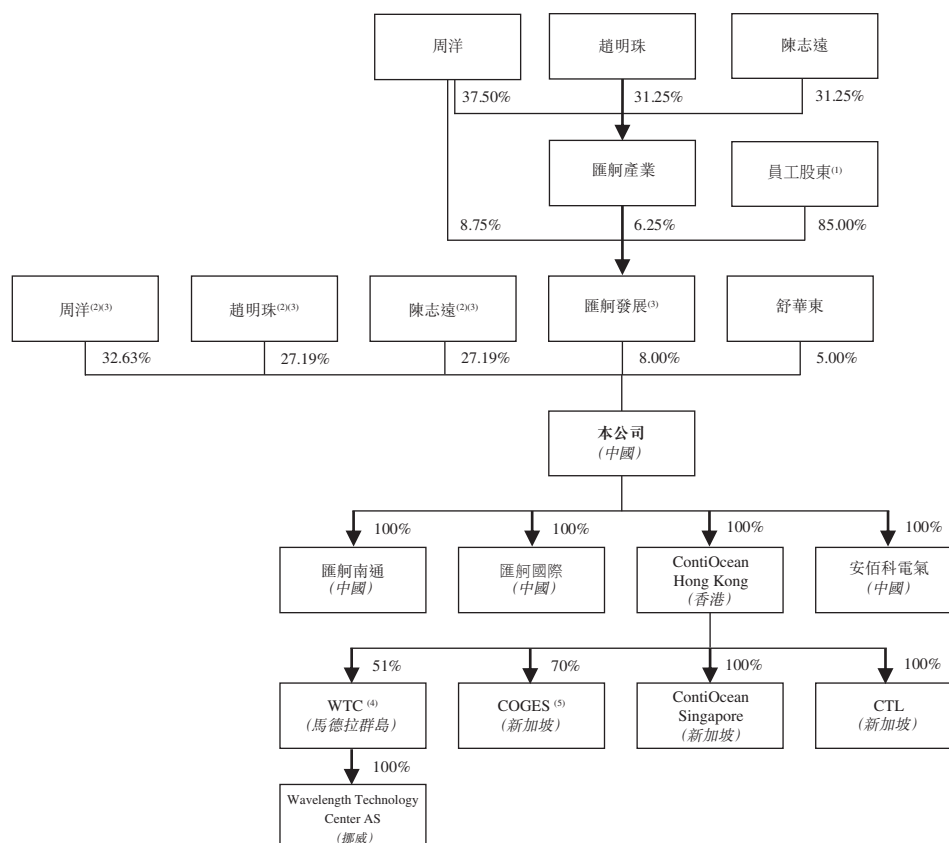 周洋
趙明珠
陳志遠
37.50%
31.25%
31.25%
匯舸產業
員工股東(1)
8.75%
6.25%
85.00%
周洋(2)(3)
趙明珠(2)(3)
陳志遠(2)(3)
匯舸發展(3)
舒華東
32.63%
27.19%
27.19%
8.00%
5.00%
本公司
(中國)
100%
100%
100%
100%
匯舸南通
(中國)
匯舸國際
(中國)
ContiOcean
Hong Kong
(香港)
安佰科電氣
(中國)
51%
70%
100%
100%
WTC (4)
(馬德拉群島)
COGES (5)
(新加坡)
ContiOcean
Singapore
(新加坡)
CTL
(新加坡)
100%
Wavelength Technology
Center AS
(挪威)